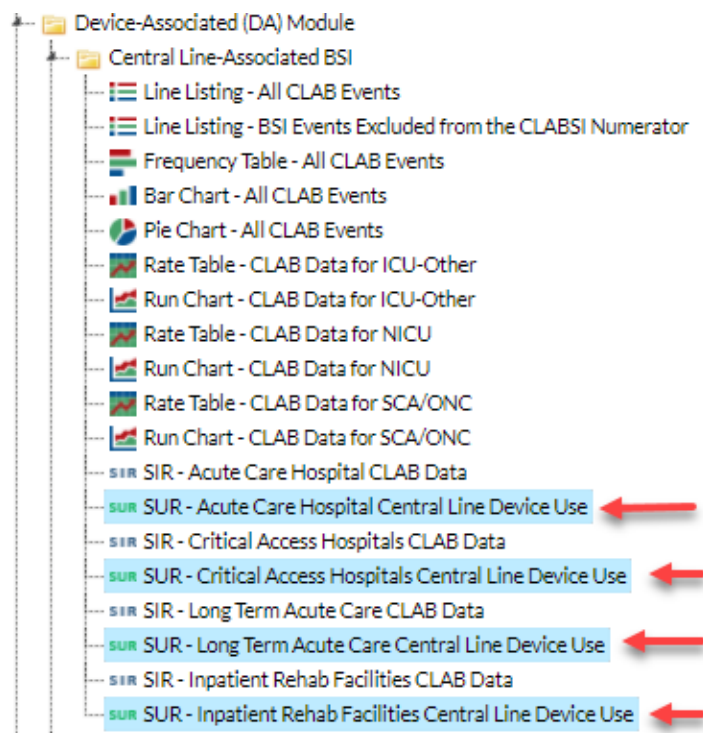 Device-Associated (DA) Module
Central Line-Associated BSI
Line Listing - All CLAB Events
Line Listing - BSI Events Excluded from the CLABSI Numerator
Frequency Table - All CLAB Events
Bar Chart - All CLAB Events
Pie Chart - All CLAB Events
Rate Table - CLAB Data for ICU-Other
Run Chart - CLAB Data for ICU-Other
Rate Table - CLAB Data for NICU
Run Chart - CLAB Data for NICU
Rate Table - CLAB Data for SCA/ONC
Run Chart - CLAB Data for SCA/ONC
SIR SIR - Acute Care Hospital CLAB Data
SUR SUR - Acute Care Hospital Central Line Device Use
SIR SIR - Critical Access Hospitals CLAB Data
SUR SUR - Critical Access Hospitals Central Line Device Use
SIR SIR - Long Term Acute Care CLAB Data
SUR SUR - Long Term Acute Care Central Line Device Use
SIR SIR - Inpatient Rehab Facilities CLAB Data
SUR SUR - Inpatient Rehab Facilities Central Line Device Use